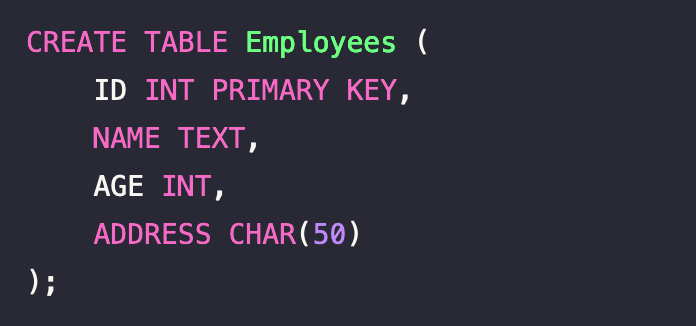 CREATE TABLE Employees (
    ID INT PRIMARY KEY,
    NAME TEXT,
    AGE INT,
    ADDRESS CHAR(50)
);